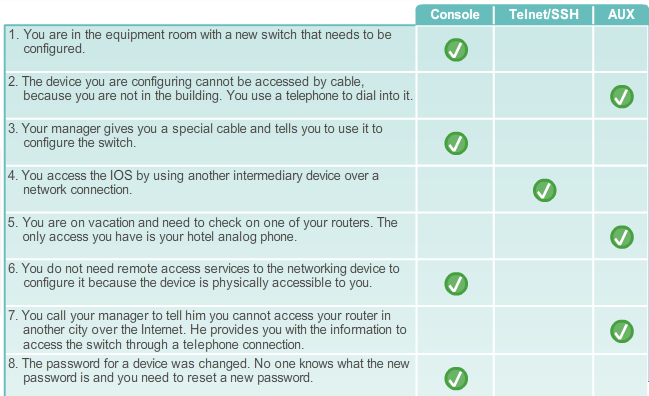 Console Telnet/SSH AUX
1. You are in the equipment room with a new switch that needs to be
configured.
2. The device you are configuring cannot be accessed by cable,
because you are not in the building. You use a telephone to dial into it.
3. Your manager gives you a special cable and tells you to use it to
configure the switch.
4. You access the IOS by using another intermediary device over a
network connection.
5. You are on vacation and need to check on one of your routers. The
only access you have is your hotel analog phone.
6. You do not need remote access services to the networking device to
configure it because the device is physically accessible to you.
7. You call your manager to tell him you cannot access your router in
another city over the Internet. He provides you with the information to
access the switch through a telephone connection.
8. The password for a device was changed. No one knows what the new
password is and you need to reset a new password.